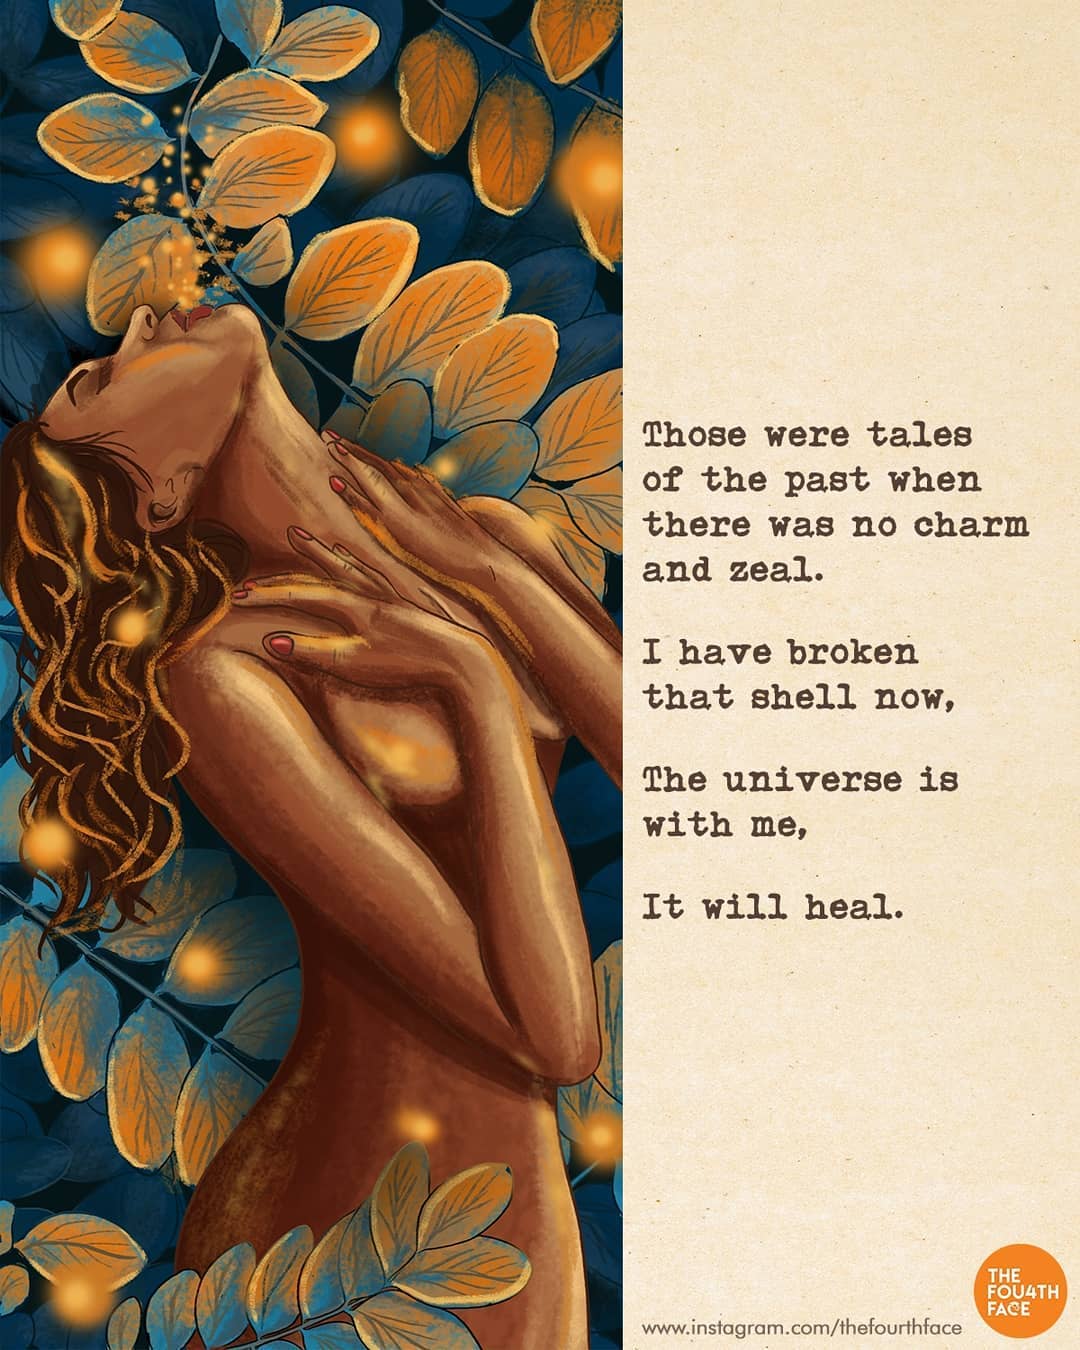 Those were tales
of the past when
there was no charm
and zeal.
I have broken
that shell now,
The universe is
with me,
It will heal.
www.instagram.com/thefourthface
THE
FOU4TH
FACE